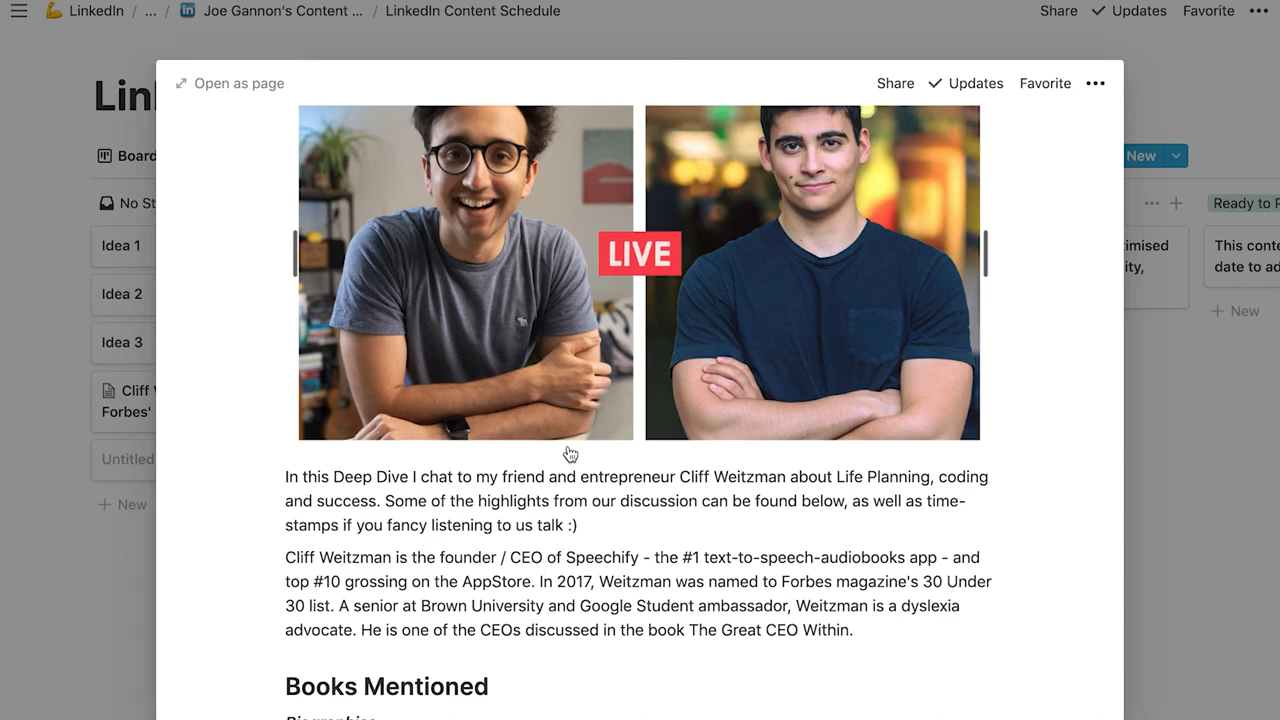 LinkedIn / ... / Joe Gannon's Content ... / LinkedIn Content Schedule
Share Updates Favorite
Open as page
Share Updates Favorite
Board
New
No St
Idea 1
Idea 2
Idea 3
Cliff
Forbes'
Untitled
+ New
imised
ity,
Ready to P
This conte
date to ad
+ New
LIVE
In this Deep Dive I chat to my friend and entrepreneur Cliff Weitzman about Life Planning, coding
and success. Some of the highlights from our discussion can be found below, as well as time-
stamps if you fancy listening to us talk :)
Cliff Weitzman is the founder / CEO of Speechify - the #1 text-to-speech-audiobooks app - and
top #10 grossing on the AppStore. In 2017, Weitzman was named to Forbes magazine's 30 Under
30 list. A senior at Brown University and Google Student ambassador, Weitzman is a dyslexia
advocate. He is one of the CEOs discussed in the book The Great CEO Within.
Books Mentioned